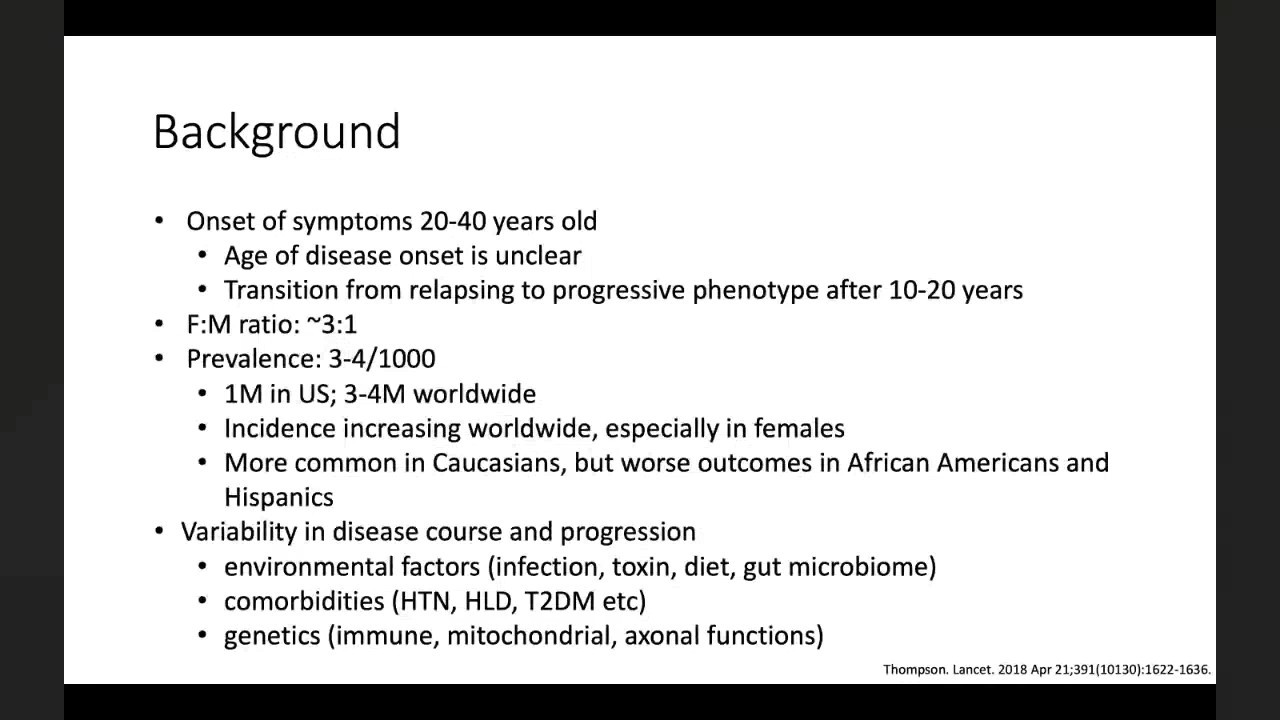 Background
• Onset of symptoms 20-40 years old
• Age of disease onset is unclear
• Transition from relapsing to progressive phenotype after 10-20 years
• F:M ratio: ~3:1
• Prevalence: 3-4/1000
• 1M in US; 3-4M worldwide
• Incidence increasing worldwide, especially in females
• More common in Caucasians, but worse outcomes in African Americans and
Hispanics
• Variability in disease course and progression
• environmental factors (infection, toxin, diet, gut microbiome)
• comorbidities (HTN, HLD, T2DM etc)
• genetics (immune, mitochondrial, axonal functions)
Thompson. Lancet. 2018 Apr 21;391(10130):1622-1636.